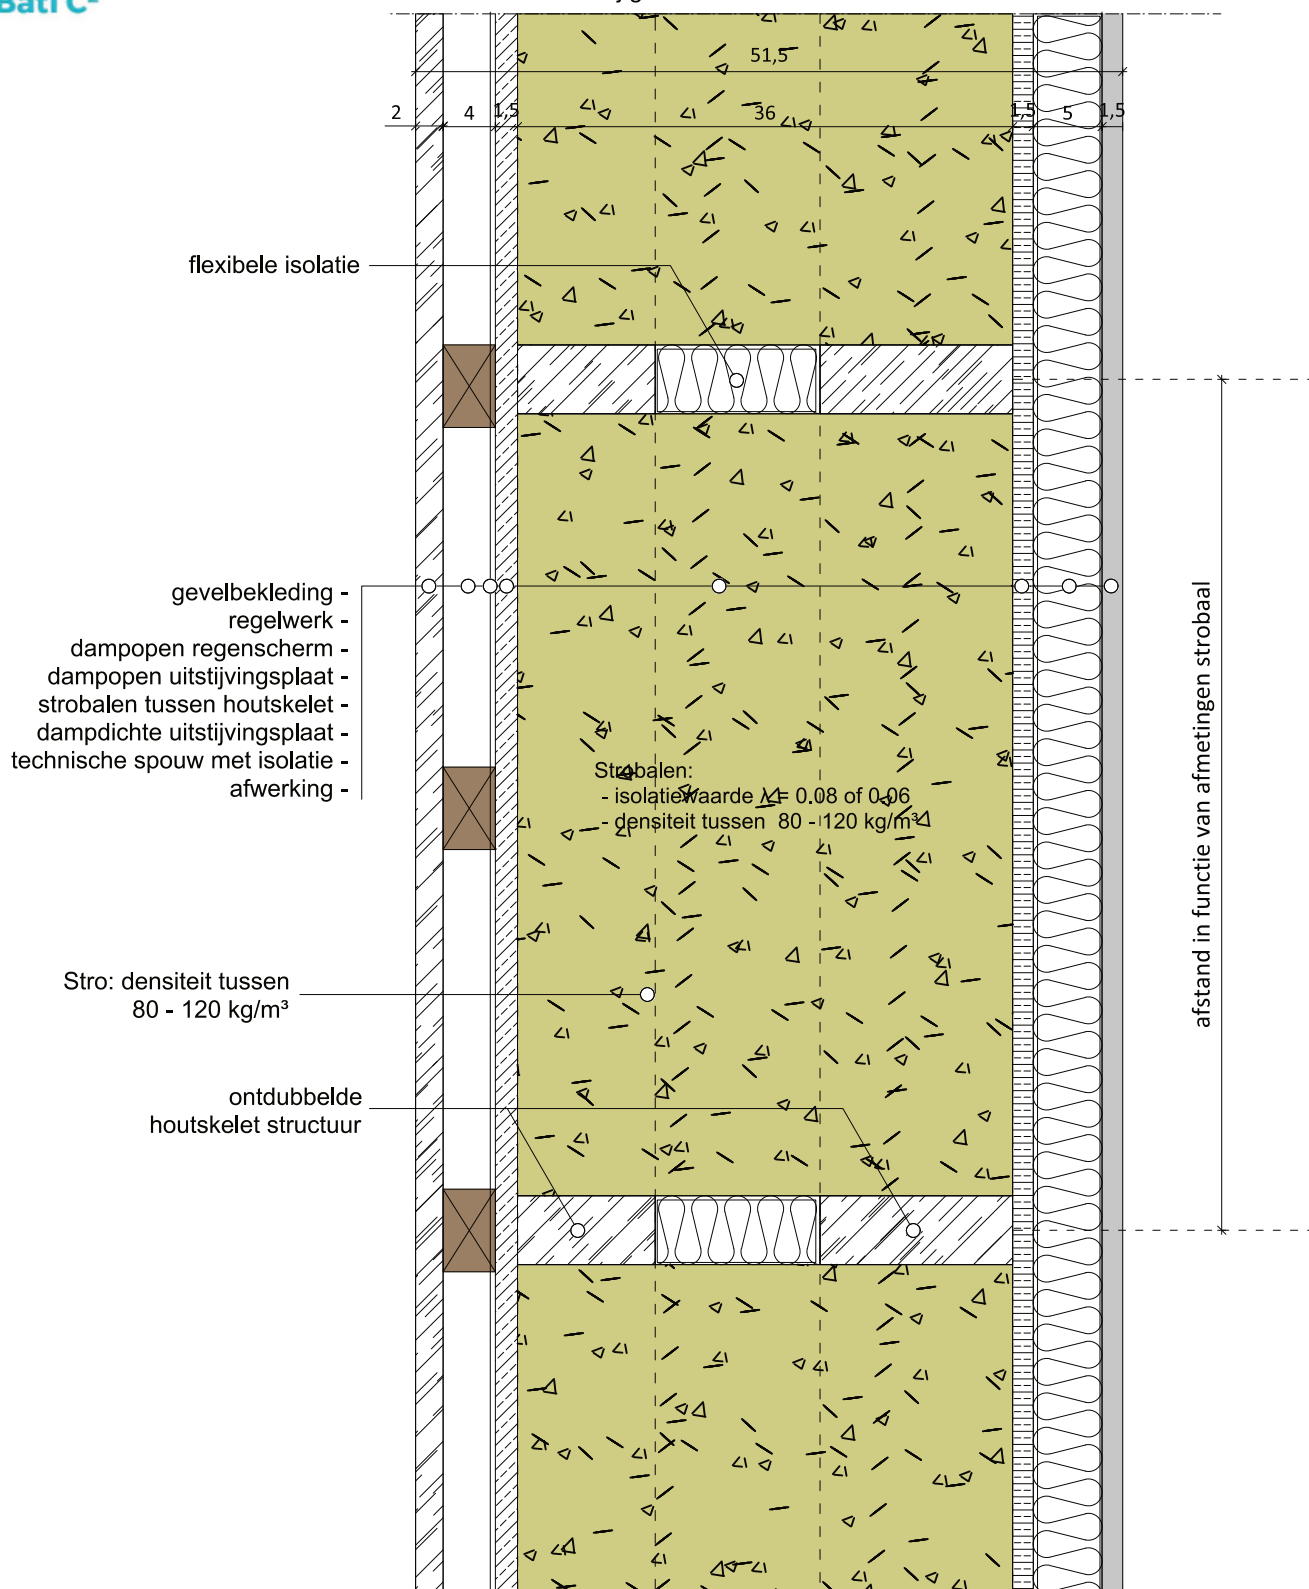 Bati C²
51,5
2 4 1,5 36 1,5 5 1,5
flexibele isolatie
gevelbekleding -
regelwerk -
dampopen regenscherm -
dampopen uitstijvingsplaat -
strobalen tussen houtskelet -
dampdichte uitstijvingsplaat -
technische spouw met isolatie -
afwerking -
Strobalen:
- isolatiewaarde λ = 0.08 of 0.06
- densiteit tussen 80 - 120 kg/m³
Stro: densiteit tussen
80 - 120 kg/m³
ontdubbelde
houtskelet structuur
afstand in functie van afmetingen strobaal